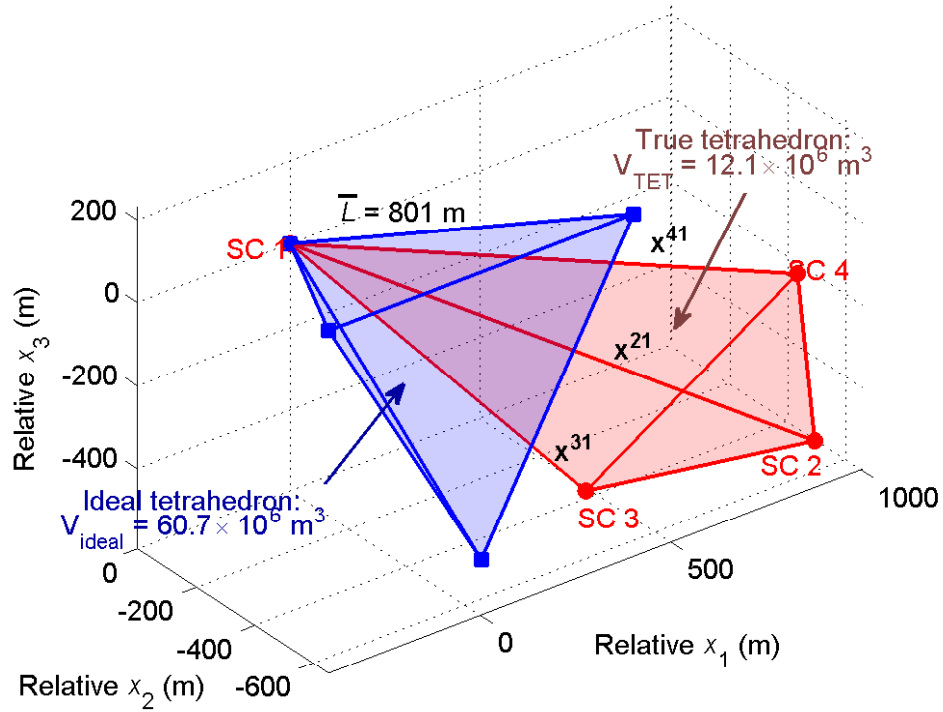 True tetrahedron:
V_TET = 12.1 × 10^6 m^3
200
L̅ = 801 m
x^41
SC 1
SC 4
0
x^21
-200
Relative x_3 (m)
x^31
-400
SC 2
Ideal tetrahedron:
V_ideal = 60.7 × 10^6 m^3
SC 3
1000
0
500
-200
0
-400
Relative x_1 (m)
-600
Relative x_2 (m)